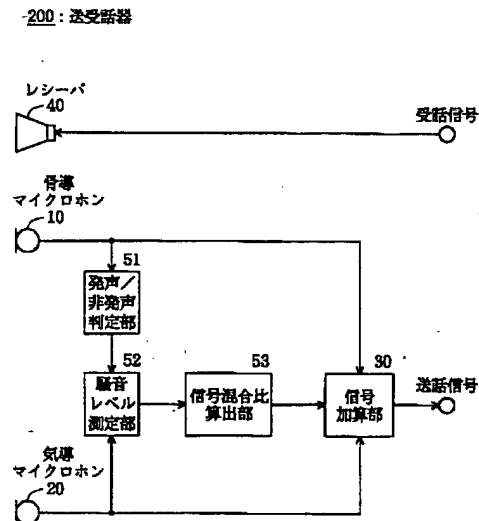 200：送受話器
レシーバ
40
受話信号
骨導
マイクロホン
10
51
発声／
非発声
判定部
52
騒音
レベル
測定部
53
信号混合比
算出部
30
信号
加算部
送話信号
気導
マイクロホン
20